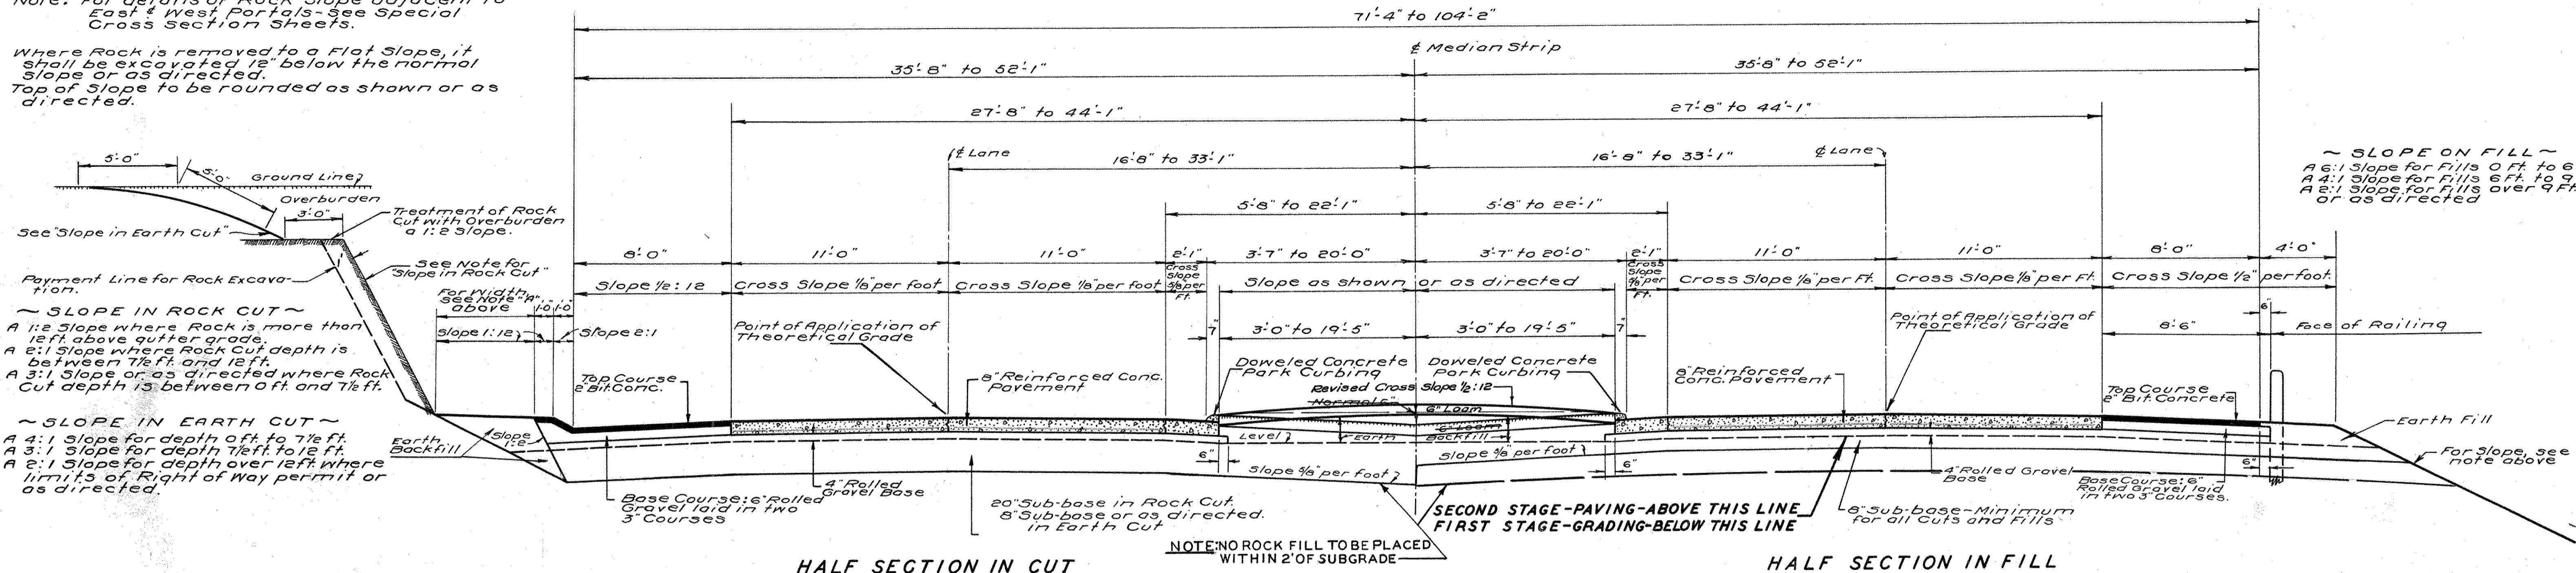 Note: For details of Rock Slope adjacent to
East & West Portals-See Special
Cross Section Sheets.
Where Rock is removed to a Flat Slope, it
shall be excavated 12" below the normal
slope or as directed.
Top of Slope to be rounded as shown or as
directed.
71'-4" to 104'-2"
℄ Median Strip
35'-8" to 52'-1"
35'-8" to 52'-1"
27'-8" to 44'-1"
27'-8" to 44'-1"
℄ Lane
16'-8" to 33'-1"
16'-8" to 33'-1"
℄ Lane
5'-8" to 22'-1"
5'-8" to 22'-1"
~ SLOPE ON FILL ~
A 6:1 Slope for Fills 0 Ft. to 6
A 4:1 Slope for Fills 6 Ft. to 9
A 2:1 Slope for Fills over 9 Ft.
or as directed
5'-0"
5'-0"
Ground Line
Overburden
3'-0"
Treatment of Rock
Cut with Overburden
a 1:2 Slope.
See "Slope in Earth Cut"
See Note for
"Slope in Rock Cut"
Payment Line for Rock Excava-
tion.
8'-0"
11'-0"
11'-0"
2'-1"
3'-7" to 20'-0"
3'-7" to 20'-0"
2'-1"
11'-0"
11'-0"
8'-0"
4'-0"
Slope 1/2:12
Cross Slope 1/8" per foot
Cross Slope 1/8" per foot
Cross
Slope
5/8" per
Ft.
Slope as shown or as directed
Cross
Slope
5/8" per
Ft.
Cross Slope 1/8" per Ft.
Cross Slope 1/8" per Ft.
Cross Slope 1/2" per foot
For Width
see Note "A"
above
1'-0
1'-0
Slope 1:12
Slope 2:1
~ SLOPE IN ROCK CUT ~
A 1:2 Slope where Rock is more than
12 ft. above gutter grade.
A 2:1 Slope where Rock Cut depth is
between 7½ ft. and 12 ft.
A 3:1 Slope or as directed where Rock
Cut depth is between 0 ft. and 7½ ft.
Point of Application of
Theoretical Grade
7"
3'-0" to 19'-5"
3'-0" to 19'-5"
7"
Point of Application of
Theoretical Grade
8'-6"
6"
Face of Railing
Top Course
2" Bit. Conc.
8" Reinforced Conc.
Pavement
Doweled Concrete
Park Curbing
Doweled Concrete
Park Curbing
Revised Cross Slope 1/2:12
Normal 6"
6" Loam
8" Reinforced
Conc. Pavement
Top Course
2" Bit. Concrete
~ SLOPE IN EARTH CUT ~
A 4:1 Slope for depth 0 ft. to 7½ ft.
A 3:1 Slope for depth 7½ ft. to 12 ft.
A 2:1 Slope for depth over 12 ft. where
limits of Right of Way permit or
as directed.
Earth
Backfill
Slope
1:2
Level
6" Loam
Earth Backfill
Earth Fill
6"
Slope 5/8" per foot
Slope 5/8" per foot
6"
For Slope, see
note above
Base Course: 6" Rolled
Gravel laid in two
3" Courses
4" Rolled
Gravel Base
20" Sub-base in Rock Cut.
8" Sub-base or as directed.
in Earth Cut
SECOND STAGE-PAVING-ABOVE THIS LINE
FIRST STAGE-GRADING-BELOW THIS LINE
4" Rolled Gravel
Base
8" Sub-base-Minimum
for all Cuts and Fills
Base Course: 6"
Rolled Gravel laid
in two 3" Courses.
6"
NOTE: NO ROCK FILL TO BE PLACED
WITHIN 2' OF SUBGRADE
HALF SECTION IN CUT
HALF SECTION IN FILL